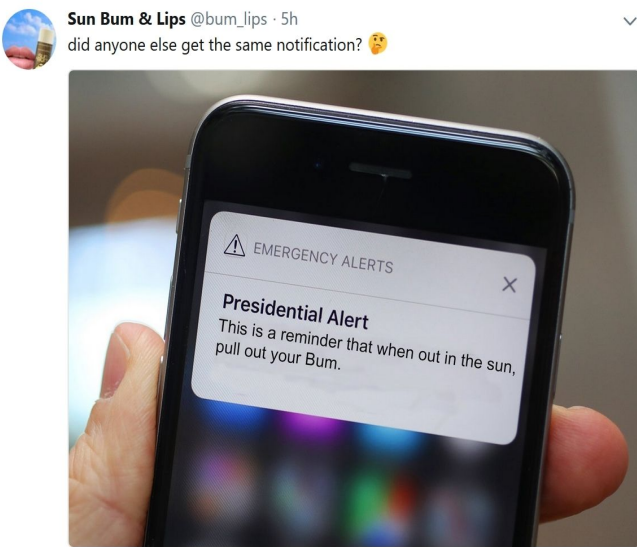 Sun Bum & Lips @bum_lips · 5h
did anyone else get the same notification? 🤔
EMERGENCY ALERTS
Presidential Alert
This is a reminder that when out in the sun,
pull out your Bum.